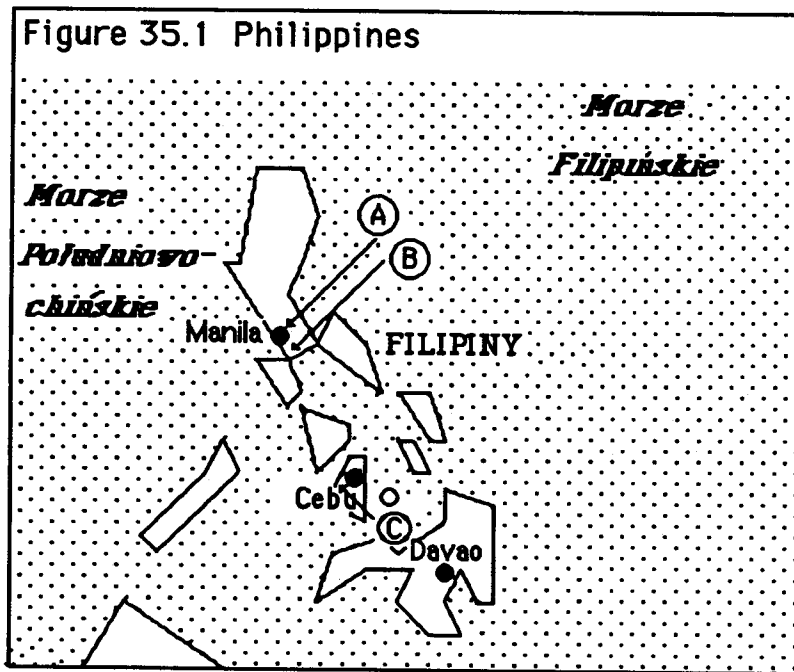 Figure 35.1 Philippines
Morze
Filipińskie
Morze
Południowo-
chińskie
A
B
Manila
FILIPINY
Cebu
C
Davao